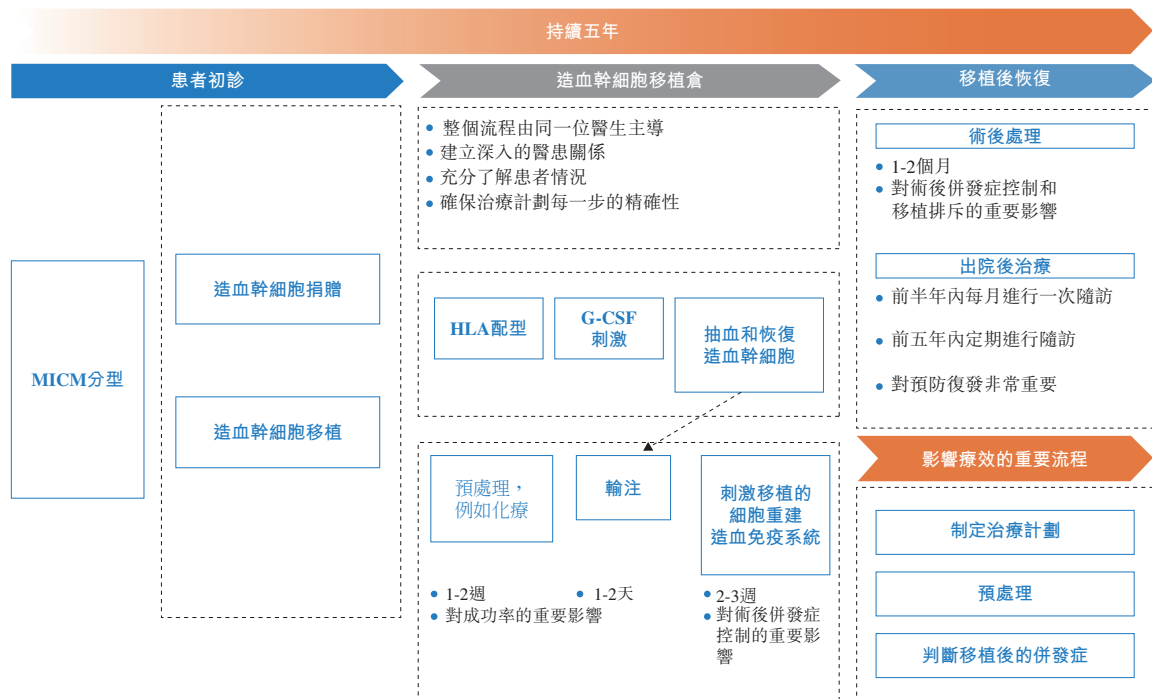 持續五年
患者初診
造血幹細胞移植倉
移植後恢復
MICM分型
造血幹細胞捐贈
造血幹細胞移植
• 整個流程由同一位醫生主導
• 建立深入的醫患關係
• 充分了解患者情況
• 確保治療計劃每一步的精確性
HLA配型
G-CSF
刺激
抽血和恢復
造血幹細胞
預處理，
例如化療
輸注
刺激移植的
細胞重建
造血免疫系統
• 1-2週
• 對成功率的重要影響
• 1-2天
• 2-3週
• 對術後併發症
控制的重要影
響
術後處理
• 1-2個月
• 對術後併發症控制和
移植排斥的重要影響
出院後治療
• 前半年內每月進行一次隨訪
• 前五年內定期進行隨訪
• 對預防復發非常重要
影響療效的重要流程
制定治療計劃
預處理
判斷移植後的併發症